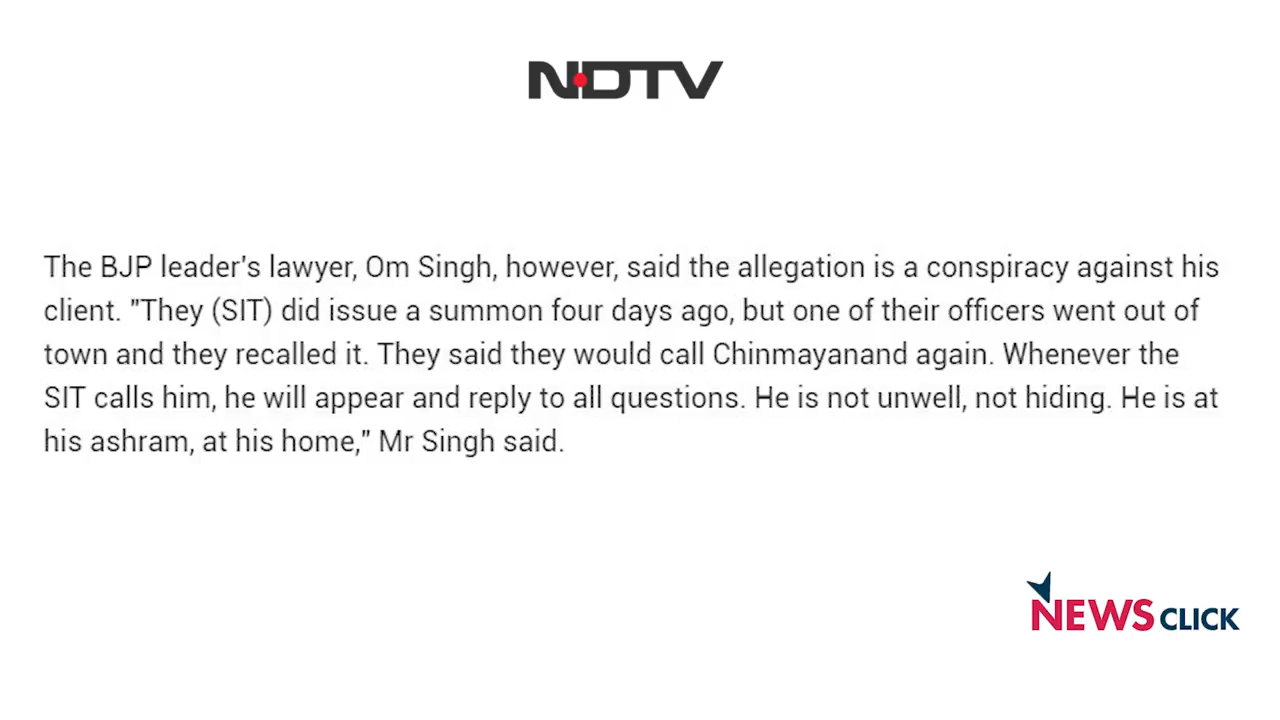 NDTV
The BJP leader's lawyer, Om Singh, however, said the allegation is a conspiracy against his
client. "They (SIT) did issue a summon four days ago, but one of their officers went out of
town and they recalled it. They said they would call Chinmayanand again. Whenever the
SIT calls him, he will appear and reply to all questions. He is not unwell, not hiding. He is at
his ashram, at his home," Mr Singh said.
NEWSCLICK